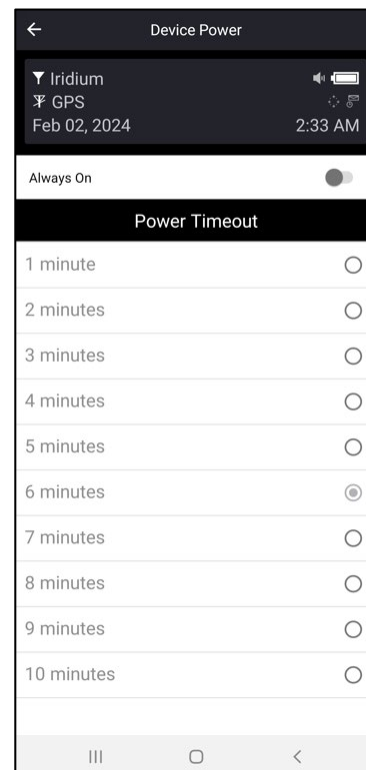 Device Power
Iridium
GPS
Feb 02, 2024 2:33 AM
Always On
Power Timeout
1 minute
2 minutes
3 minutes
4 minutes
5 minutes
6 minutes
7 minutes
8 minutes
9 minutes
10 minutes